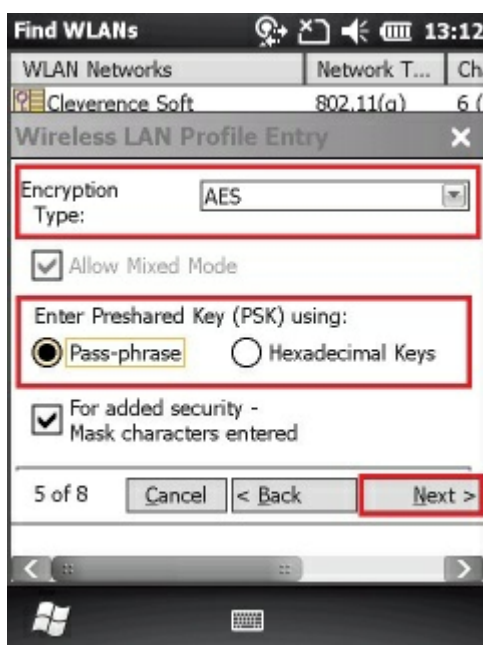 Find WLANs 13:12
WLAN Networks Network T... Ch
Cleverence Soft 802.11(g) 6 (
Wireless LAN Profile Entry
Encryption Type: AES
Allow Mixed Mode
Enter Preshared Key (PSK) using:
Pass-phrase Hexadecimal Keys
For added security -
Mask characters entered
5 of 8 Cancel < Back Next >